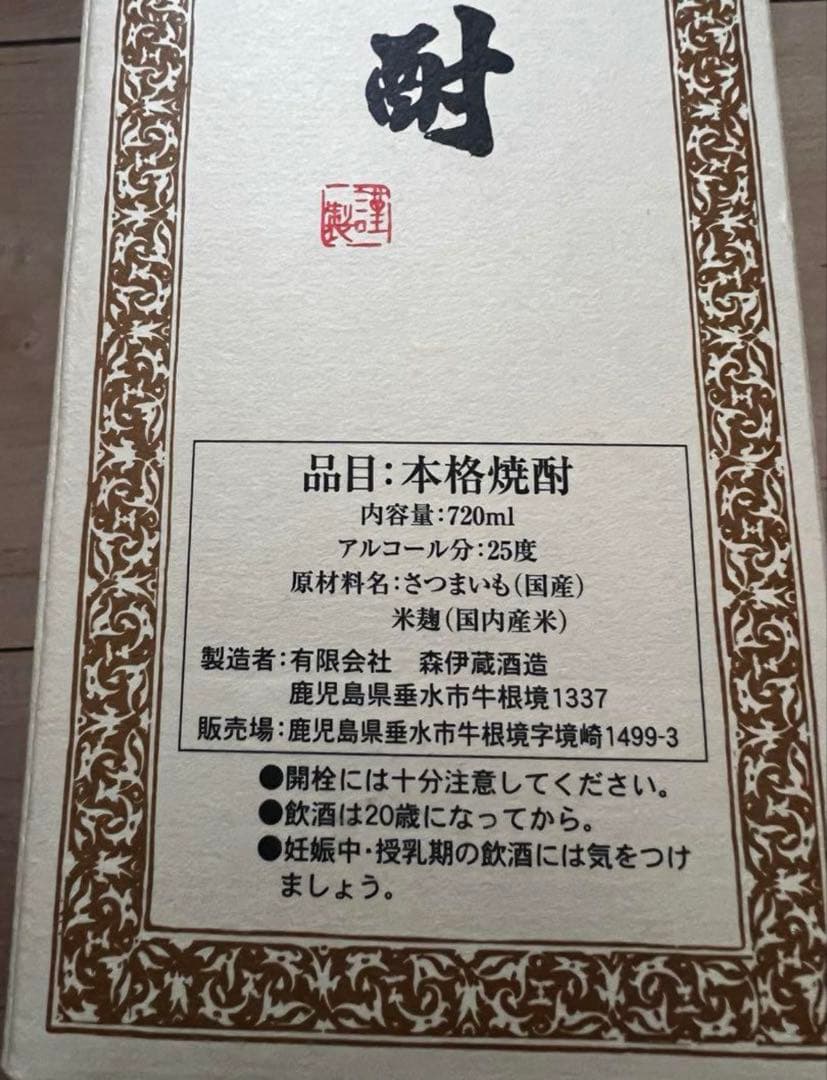 酎
謹製
品目:本格焼酎
内容量:720ml
アルコール分:25度
原材料名:さつまいも(国産)
米麹(国内産米)
製造者:有限会社 森伊蔵酒造
鹿児島県垂水市牛根境1337
販売場:鹿児島県垂水市牛根境字境崎1499-3
●開栓には十分注意してください。
●飲酒は20歳になってから。
●妊娠中・授乳期の飲酒には気をつけ
ましょう。